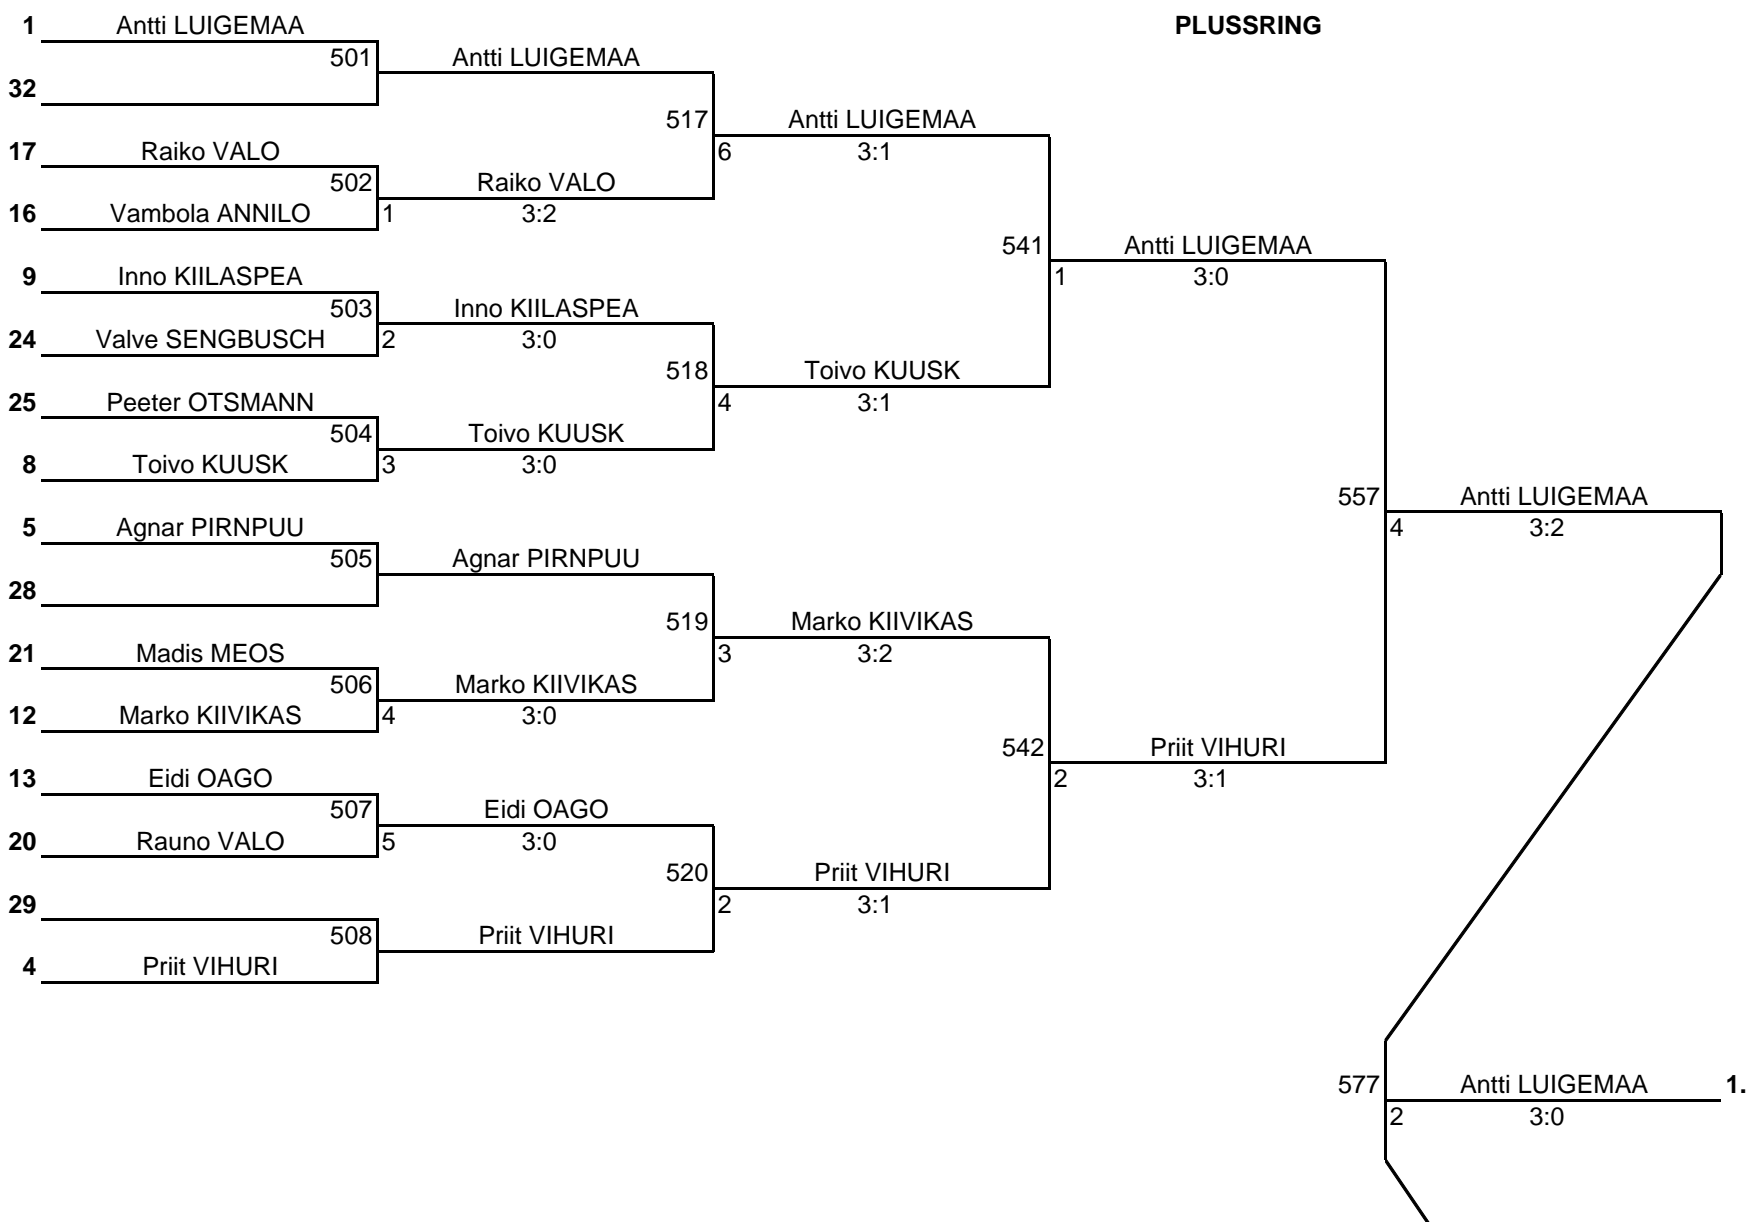 PLUSSRING
1 Antti LUIGEMAA
501 Antti LUIGEMAA
32
517 Antti LUIGEMAA
17 Raiko VALO 6 3:1
502 Raiko VALO
16 Vambola ANNILO 1 3:2
541 Antti LUIGEMAA
9 Inno KIILASPEA 1 3:0
503 Inno KIILASPEA
24 Valve SENGBUSCH 2 3:0
518 Toivo KUUSK
25 Peeter OTSMANN 4 3:1
504 Toivo KUUSK
8 Toivo KUUSK 3 3:0
557 Antti LUIGEMAA
5 Agnar PIRNPUU 4 3:2
505 Agnar PIRNPUU
28
519 Marko KIIVIKAS
21 Madis MEOS 3 3:2
506 Marko KIIVIKAS
12 Marko KIIVIKAS 4 3:0
542 Priit VIHURI
13 Eidi OAGO 2 3:1
507 Eidi OAGO
20 Rauno VALO 5 3:0
520 Priit VIHURI
29 2 3:1
508 Priit VIHURI
4 Priit VIHURI
577 Antti LUIGEMAA 1.
2 3:0